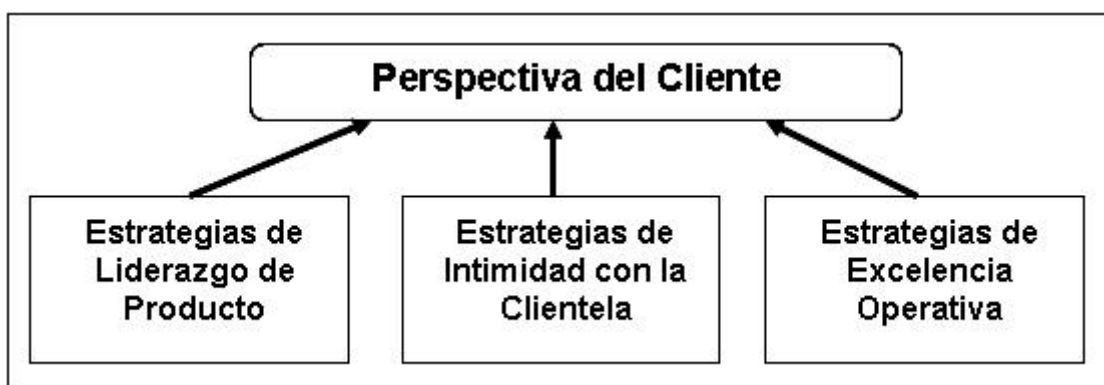 Perspectiva del Cliente
Estrategias de
Liderazgo de
Producto
Estrategias de
Intimidad con la
Clientela
Estrategias de
Excelencia
Operativa